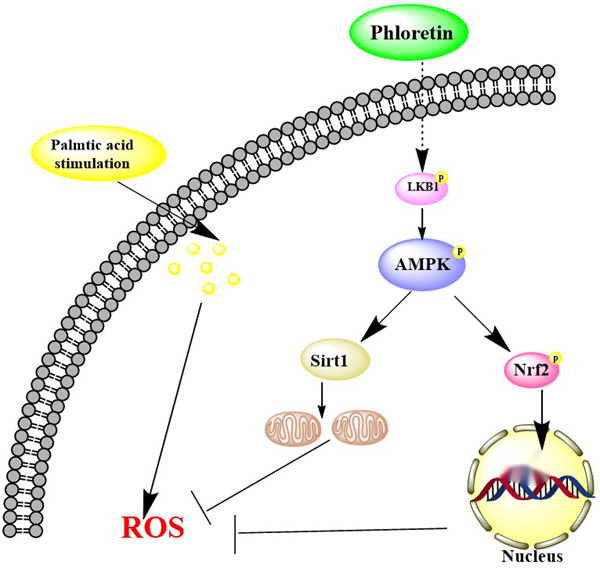 Phloretin
Palmtic acid
stimulation
LKB1
P
AMPK
P
Sirt1
Nrf2
P
ROS
Nucleus